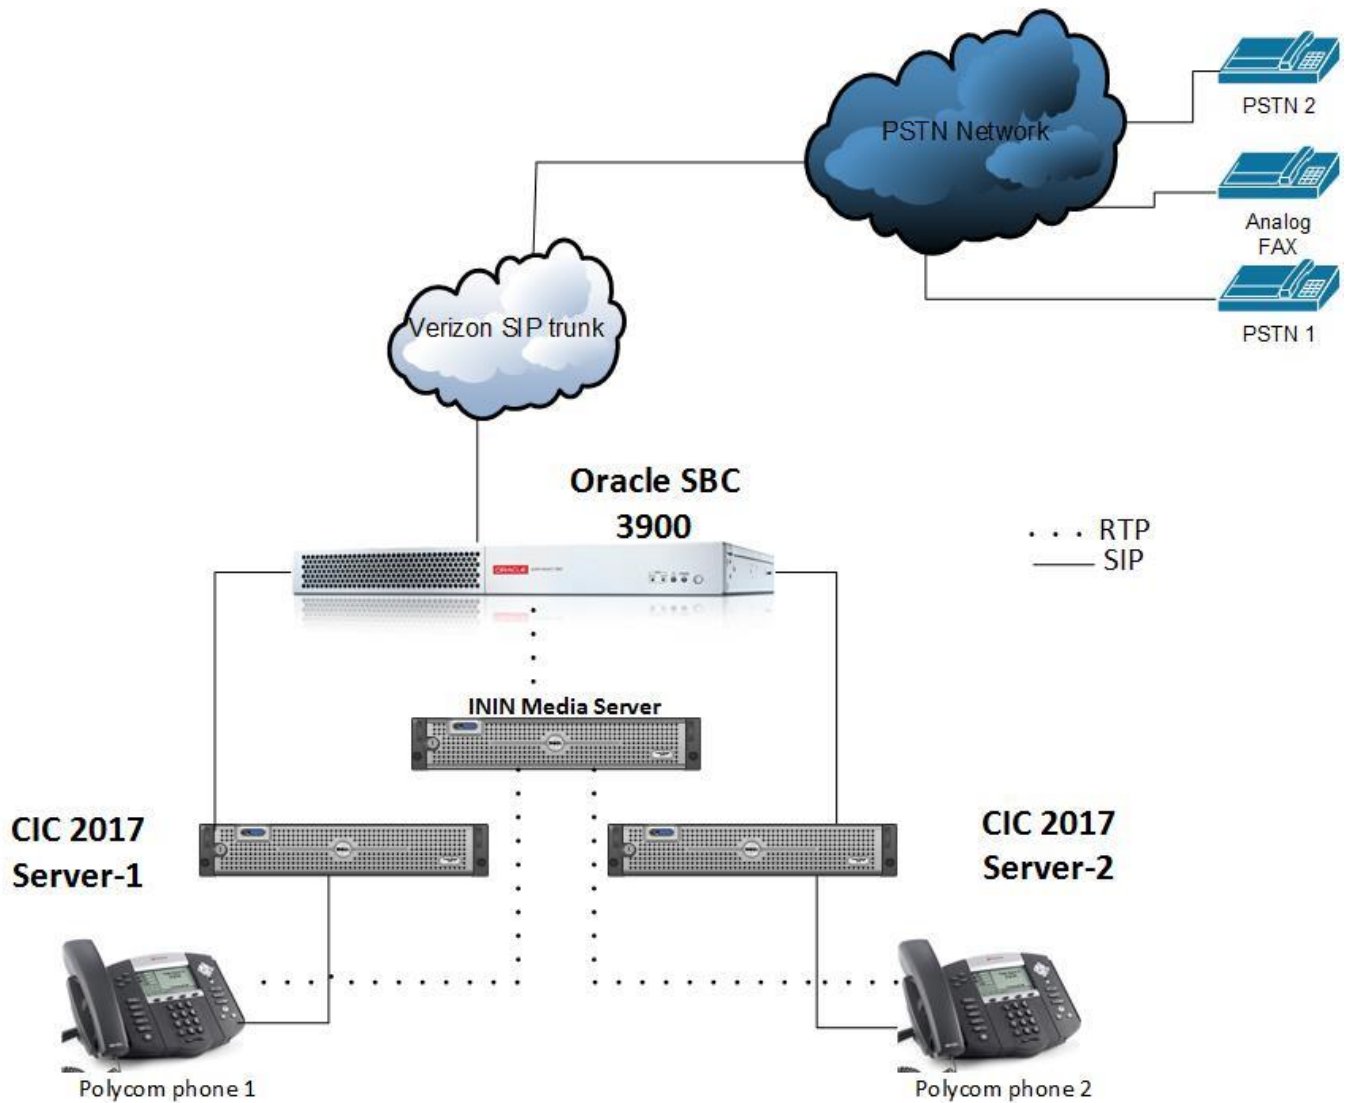 PSTN 2
PSTN Network
Analog
FAX
PSTN 1
Verizon SIP trunk
Oracle SBC
3900
RTP
SIP
ORACLE
ININ Media Server
CIC 2017
Server-1
CIC 2017
Server-2
Polycom phone 1
Polycom phone 2